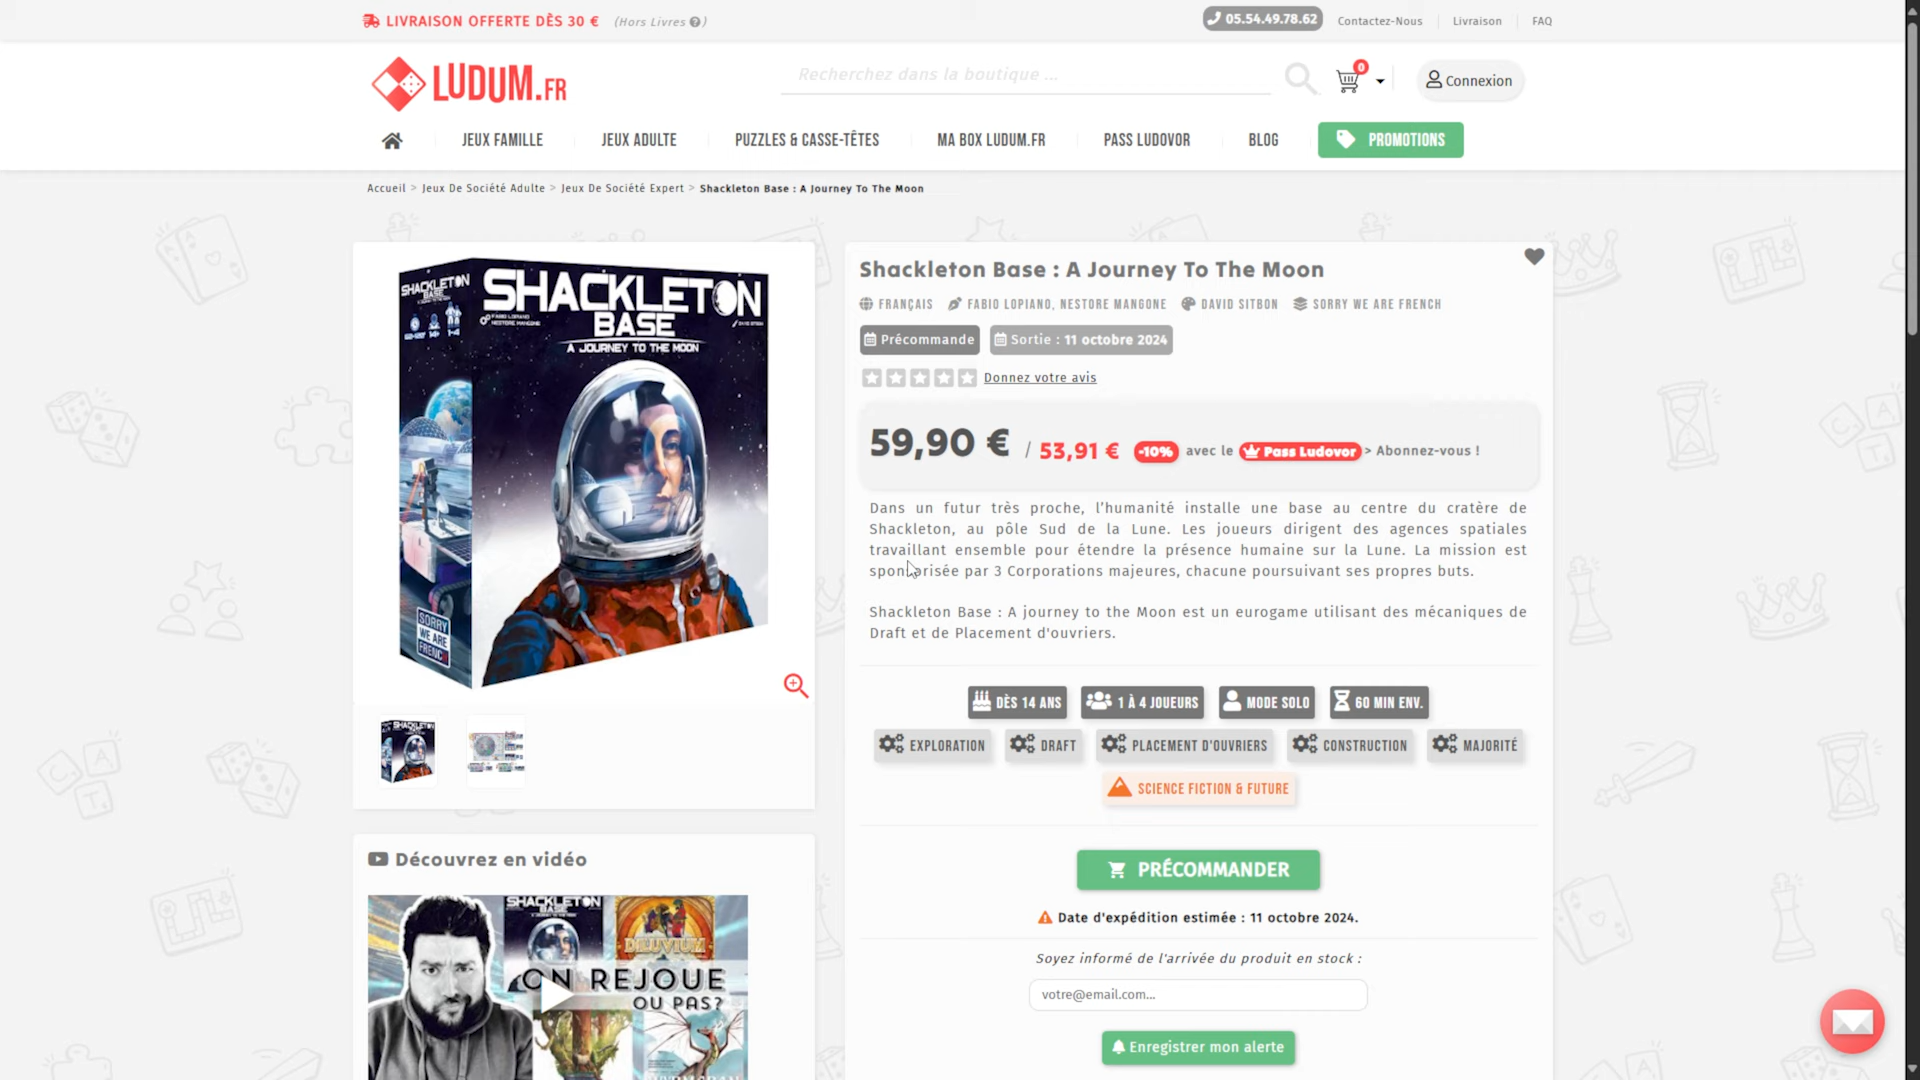 LIVRAISON OFFERTE DÈS 30 € (Hors Livres)
05.54.49.78.62 Contactez-Nous Livraison FAQ
LUDUM.FR
Recherchez dans la boutique ...
0
Connexion
JEUX FAMILLE JEUX ADULTE PUZZLES & CASSE-TÊTES MA BOX LUDUM.FR PASS LUDOVOR BLOG PROMOTIONS
Accueil > Jeux De Société Adulte > Jeux De Société Expert > Shackleton Base : A Journey To The Moon
SHACKLETON
BASE
SHACKLETON
BASE
A JOURNEY TO THE MOON
FABIO LOPIANO
NESTORE MANGONE
SORRY
WE ARE
FRENCH
Shackleton Base : A Journey To The Moon
FRANÇAIS FABIO LOPIANO, NESTORE MANGONE DAVID SITBON SORRY WE ARE FRENCH
Précommande Sortie : 11 octobre 2024
Donnez votre avis
59,90 € / 53,91 € -10% avec le Pass Ludovor > Abonnez-vous !
Dans un futur très proche, l’humanité installe une base au centre du cratère de
Shackleton, au pôle Sud de la Lune. Les joueurs dirigent des agences spatiales
travaillant ensemble pour étendre la présence humaine sur la Lune. La mission est
sponsorisée par 3 Corporations majeures, chacune poursuivant ses propres buts.
Shackleton Base : A journey to the Moon est un eurogame utilisant des mécaniques de
Draft et de Placement d'ouvriers.
DÈS 14 ANS 1 À 4 JOUEURS MODE SOLO 60 MIN ENV.
EXPLORATION DRAFT PLACEMENT D'OUVRIERS CONSTRUCTION MAJORITÉ
SCIENCE FICTION & FUTURE
PRÉCOMMANDER
Date d'expédition estimée : 11 octobre 2024.
Soyez informé de l'arrivée du produit en stock :
votre@email.com...
Enregistrer mon alerte
Découvrez en vidéo
SHACKLETON
BASE
DILUVIUM
ON REJOUE
OU PAS?